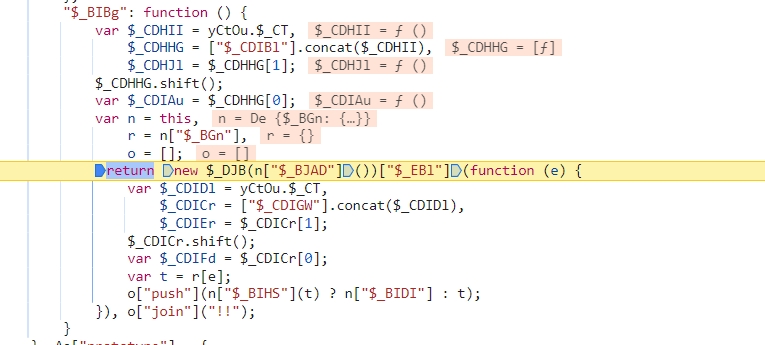 "$_BIBg": function () {
var $_CDHII = yCtOu.$_CT, $_CDHII = ƒ ()
$_CDHHG = ["$_CDIBl"].concat($_CDHII), $_CDHHG = [ƒ]
$_CDHJl = $_CDHHG[1]; $_CDHJl = ƒ ()
$_CDHHG.shift();
var $_CDIAu = $_CDHHG[0]; $_CDIAu = ƒ ()
var n = this, n = De {$_BGn: {…}}
r = n["$_BGn"], r = {}
o = []; o = []
return new $_DJB(n["$_BJAD"]())["$_EBl"](function (e) {
var $_CDIDl = yCtOu.$_CT,
$_CDICr = ["$_CDIGW"].concat($_CDIDl),
$_CDIEr = $_CDICr[1];
$_CDICr.shift();
var $_CDIFd = $_CDICr[0];
var t = r[e];
o["push"](n["$_BIHS"](t) ? n["$_BIDI"] : t);
}), o["join"]("!!");
}